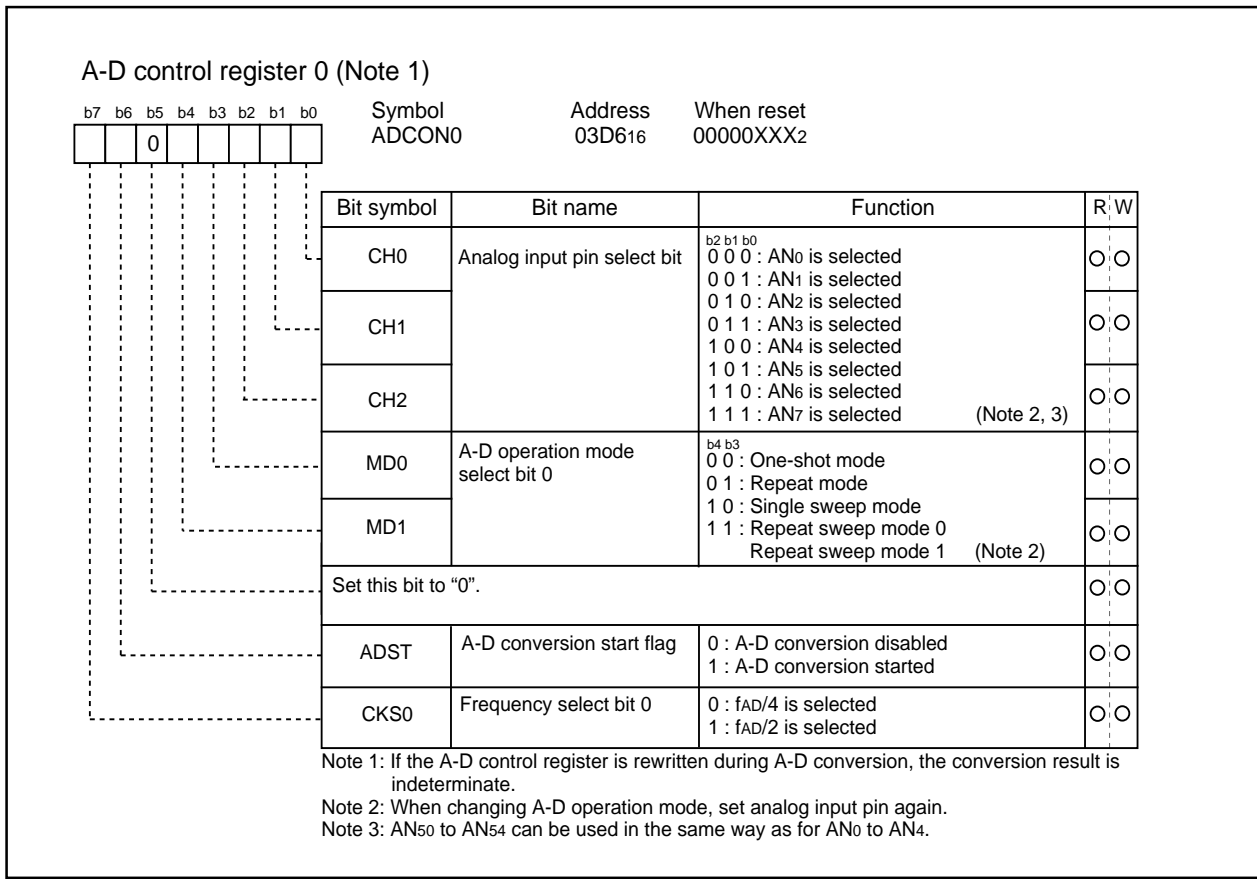 A-D control register 0 (Note 1)
b7 b6 b5 b4 b3 b2 b1 b0
0
Symbol Address When reset
ADCON0 03D616 00000XXX2
Bit symbol Bit name Function R W
CH0 Analog input pin select bit
b2 b1 b0
0 0 0 : AN0 is selected
0 0 1 : AN1 is selected
0 1 0 : AN2 is selected
0 1 1 : AN3 is selected
1 0 0 : AN4 is selected
1 0 1 : AN5 is selected
1 1 0 : AN6 is selected
1 1 1 : AN7 is selected (Note 2, 3)
CH1
CH2
MD0 A-D operation mode
select bit 0
b4 b3
0 0 : One-shot mode
0 1 : Repeat mode
1 0 : Single sweep mode
1 1 : Repeat sweep mode 0
Repeat sweep mode 1 (Note 2)
MD1
Set this bit to “0”.
ADST A-D conversion start flag 0 : A-D conversion disabled
1 : A-D conversion started
CKS0 Frequency select bit 0 0 : fAD/4 is selected
1 : fAD/2 is selected
Note 1: If the A-D control register is rewritten during A-D conversion, the conversion result is
indeterminate.
Note 2: When changing A-D operation mode, set analog input pin again.
Note 3: AN50 to AN54 can be used in the same way as for AN0 to AN4.